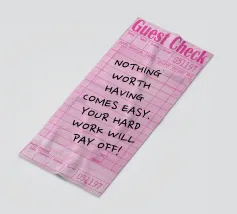 Guest Check
NOTHING
WORTH
HAVING
COMES EASY.
YOUR HARD
WORK WILL
PAY OFF!